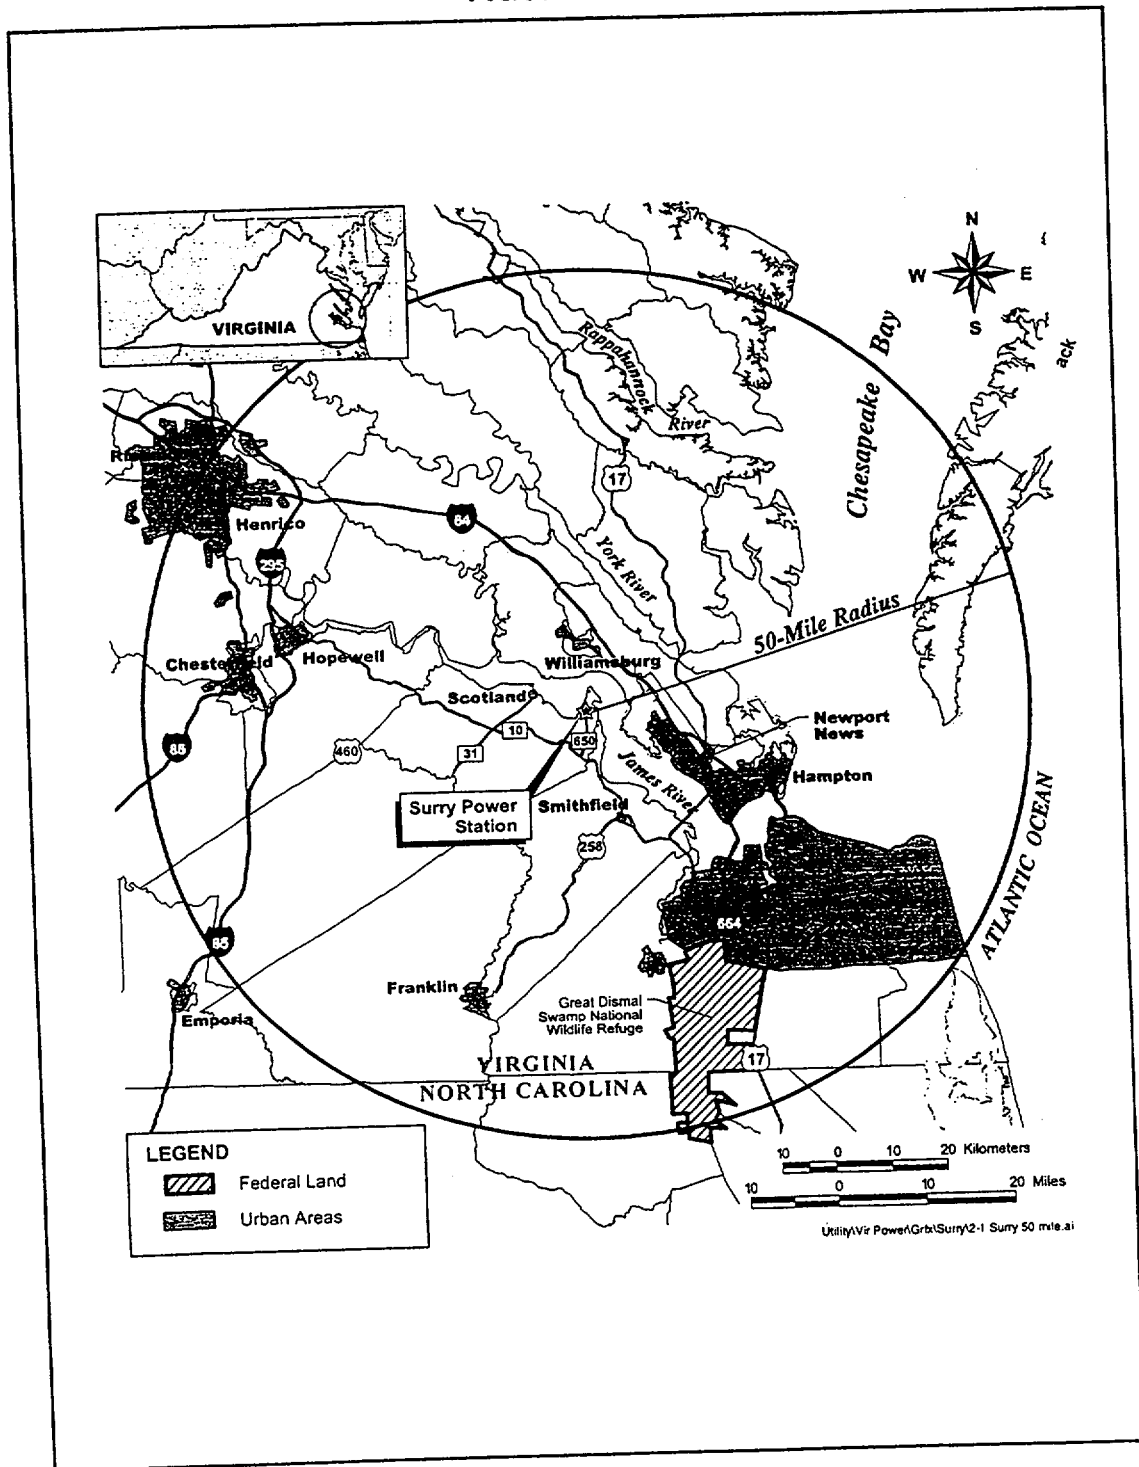 N
W
E
S
VIRGINIA
Chesapeake Bay
ack
Rappahannock
River
17
Henrico
64
295
York River
50-Mile Radius
Chesterfield
Hopewell
Williamsburg
Scotland
10
650
31
460
85
Newport
News
Hampton
James River
Surry Power
Station
Smithfield
258
ATLANTIC OCEAN
664
95
Franklin
Emporia
Great Dismal
Swamp National
Wildlife Refuge
17
VIRGINIA
NORTH CAROLINA
LEGEND
Federal Land
Urban Areas
10 0 10 20 Kilometers
10 0 10 20 Miles
Utility\Vir Power\Grfx\Surry\2-1 Surry 50 mile.ai